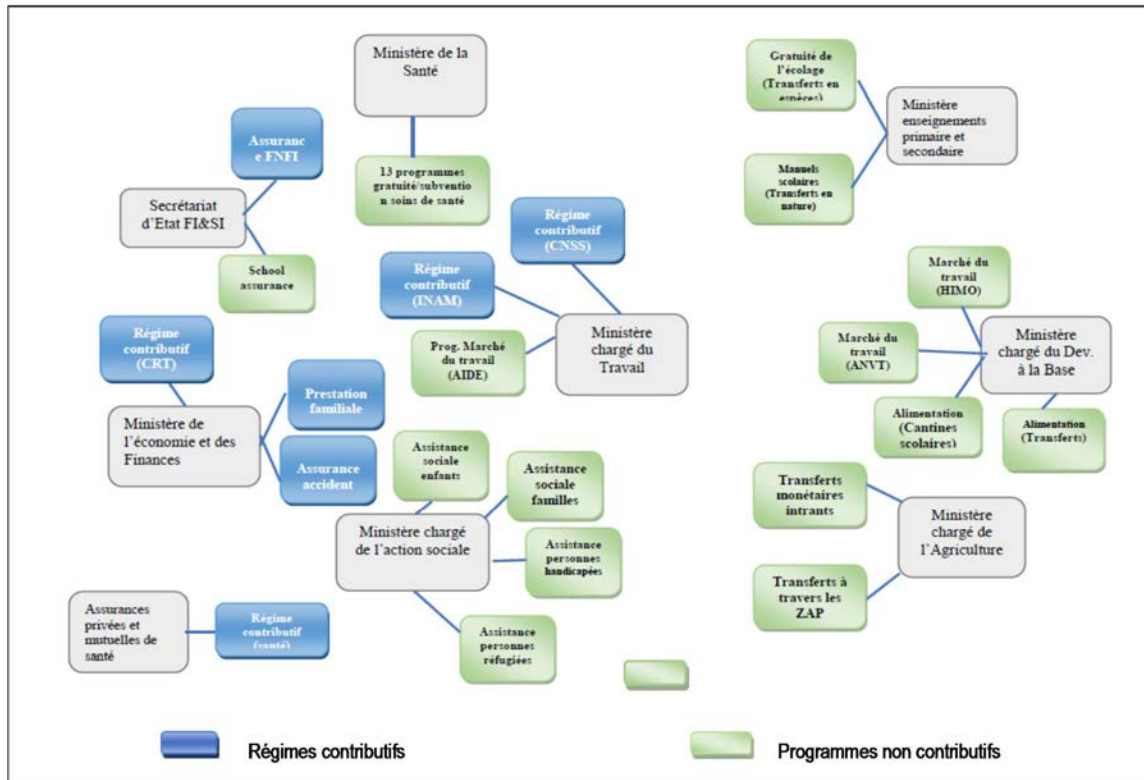 Ministère de la
Santé
13 programmes
gratuité/subventio
n soins de santé
Assuranc
e FNFI
Secrétariat
d'Etat FI&SI
School
assurance
Régime
contributif
(CNSS)
Régime
contributif
(INAM)
Prog. Marché
du travail
(AIDE)
Ministère
chargé du
Travail
Régime
contributif
(CRT)
Ministère de
l'économie et des
Finances
Prestation
familiale
Assurance
accident
Assistance
sociale
enfants
Assistance
sociale
familles
Ministère chargé
de l'action sociale
Assistance
personnes
handicapées
Assistance
personnes
réfugiées
Assurances
privées et
mutuelles de
santé
Régime
contributif
(santé)
Gratuité de
l'écolage
(Transferts en
espèces)
Ministère
enseignements
primaire et
secondaire
Manuels
scolaires
(Transferts en
nature)
Marché du
travail
(HIMO)
Marché du
travail
(ANVT)
Ministère
chargé du Dev.
à la Base
Alimentation
(Cantines
scolaires)
Alimentation
(Transferts)
Transferts
monétaires
intrants
Ministère
chargé de
l'Agriculture
Transferts à
travers les
ZAP
Régimes contributifs
Programmes non contributifs